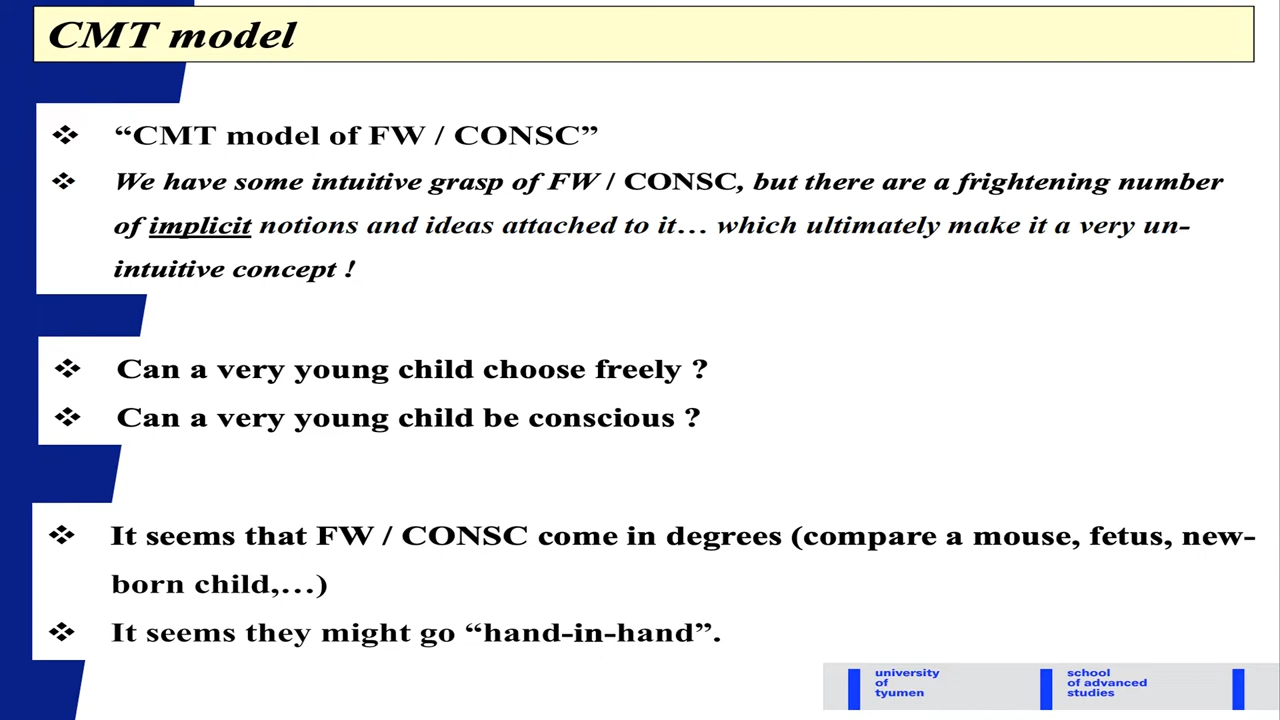 CMT model
❖ “CMT model of FW / CONSC”
❖ We have some intuitive grasp of FW / CONSC, but there are a frightening number
of implicit notions and ideas attached to it… which ultimately make it a very un-
intuitive concept !
❖ Can a very young child choose freely ?
❖ Can a very young child be conscious ?
❖ It seems that FW / CONSC come in degrees (compare a mouse, fetus, new-
born child,…)
❖ It seems they might go “hand-in-hand”.
university
of
tyumen
school
of advanced
studies